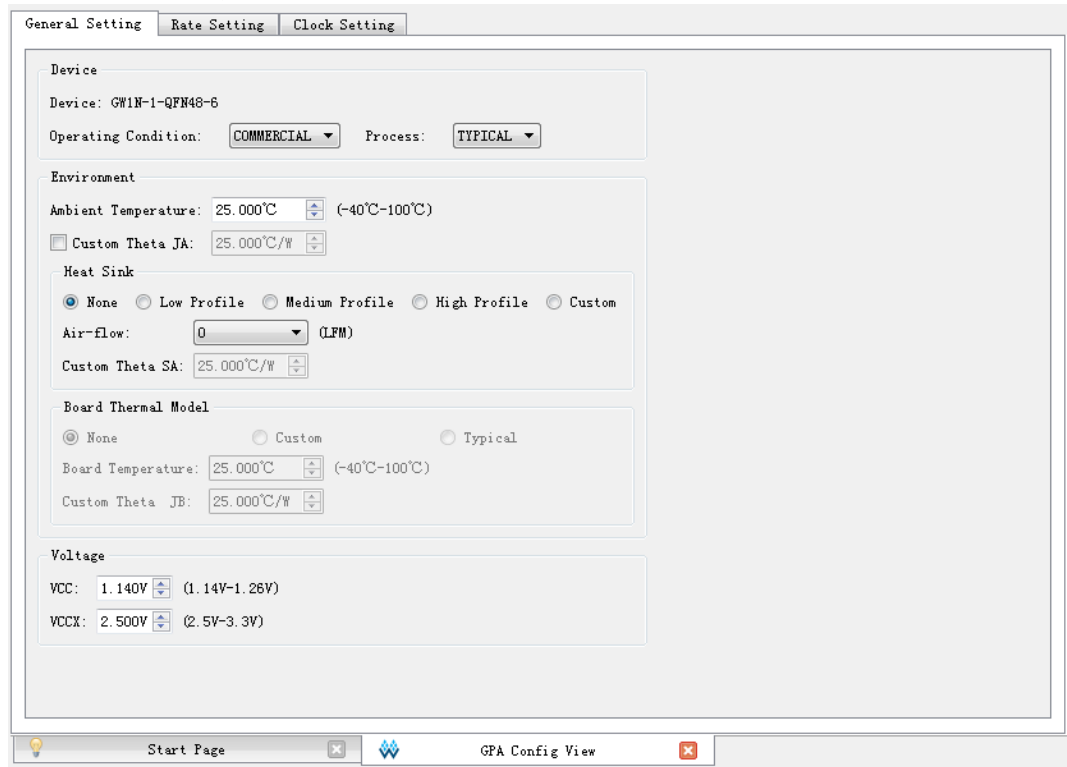 General Setting Rate Setting Clock Setting
Device
Device: GW1N-1-QFN48-6
Operating Condition: COMMERCIAL Process: TYPICAL
Environment
Ambient Temperature: 25.000℃ (-40℃-100℃)
Custom Theta JA: 25.000℃/W
Heat Sink
None Low Profile Medium Profile High Profile Custom
Air-flow: 0 (LFM)
Custom Theta SA: 25.000℃/W
Board Thermal Model
None Custom Typical
Board Temperature: 25.000℃ (-40℃-100℃)
Custom Theta JB: 25.000℃/W
Voltage
VCC: 1.140V (1.14V-1.26V)
VCCX: 2.500V (2.5V-3.3V)
Start Page GPA Config View